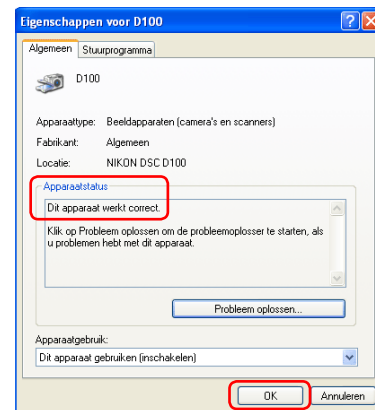 Eigenschappen voor D100
Algemeen Stuurprogramma
D100
Apparaattype: Beeldapparaten (camera's en scanners)
Fabrikant: Algemeen
Locatie: NIKON DSC D100
Apparaatstatus
Dit apparaat werkt correct.
Klik op Probleem oplossen om de probleemoplosser te starten, als
u problemen hebt met dit apparaat.
Probleem oplossen...
Apparaatgebruik:
Dit apparaat gebruiken (inschakelen)
OK Annuleren